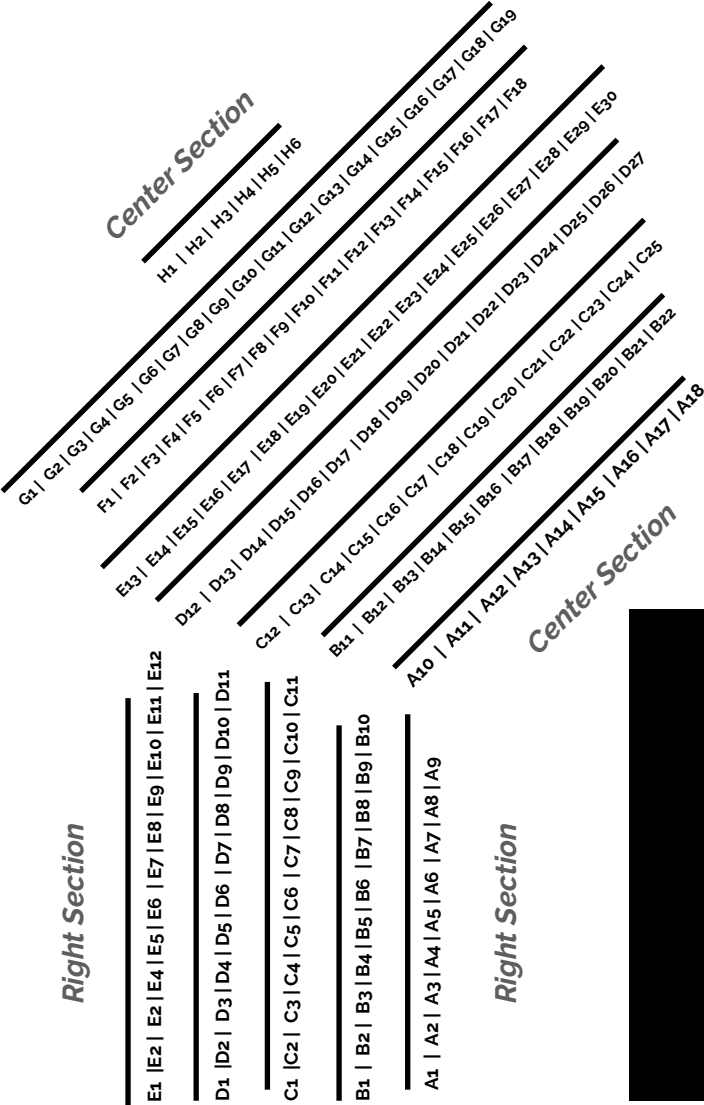 Center Section
H1 | H2 | H3 | H4 | H5 | H6
G1 | G2 | G3 | G4 | G5 | G6 | G7 | G8 | G9 | G10 | G11 | G12 | G13 | G14 | G15 | G16 | G17 | G18 | G19
F1 | F2 | F3 | F4 | F5 | F6 | F7 | F8 | F9 | F10 | F11 | F12 | F13 | F14 | F15 | F16 | F17 | F18
E13 | E14 | E15 | E16 | E17 | E18 | E19 | E20 | E21 | E22 | E23 | E24 | E25 | E26 | E27 | E28 | E29 | E30
D12 | D13 | D14 | D15 | D16 | D17 | D18 | D19 | D20 | D21 | D22 | D23 | D24 | D25 | D26 | D27
C12 | C13 | C14 | C15 | C16 | C17 | C18 | C19 | C20 | C21 | C22 | C23 | C24 | C25
B11 | B12 | B13 | B14 | B15 | B16 | B17 | B18 | B19 | B20 | B21 | B22
A10 | A11 | A12 | A13 | A14 | A15 | A16 | A17 | A18
Center Section
Right Section
E1 |E2 | E2 | E4 | E5 | E6 | E7 | E8 | E9 | E10 | E11 | E12
D1 |D2 | D3 | D4 | D5 | D6 | D7 | D8 | D9 | D10 | D11
C1 |C2 | C3 | C4 | C5 | C6 | C7 | C8 | C9 | C10 | C11
B1 | B2 | B3 | B4 | B5 | B6 | B7 | B8 | B9 | B10
A1 | A2 | A3 | A4 | A5 | A6 | A7 | A8 | A9
Right Section